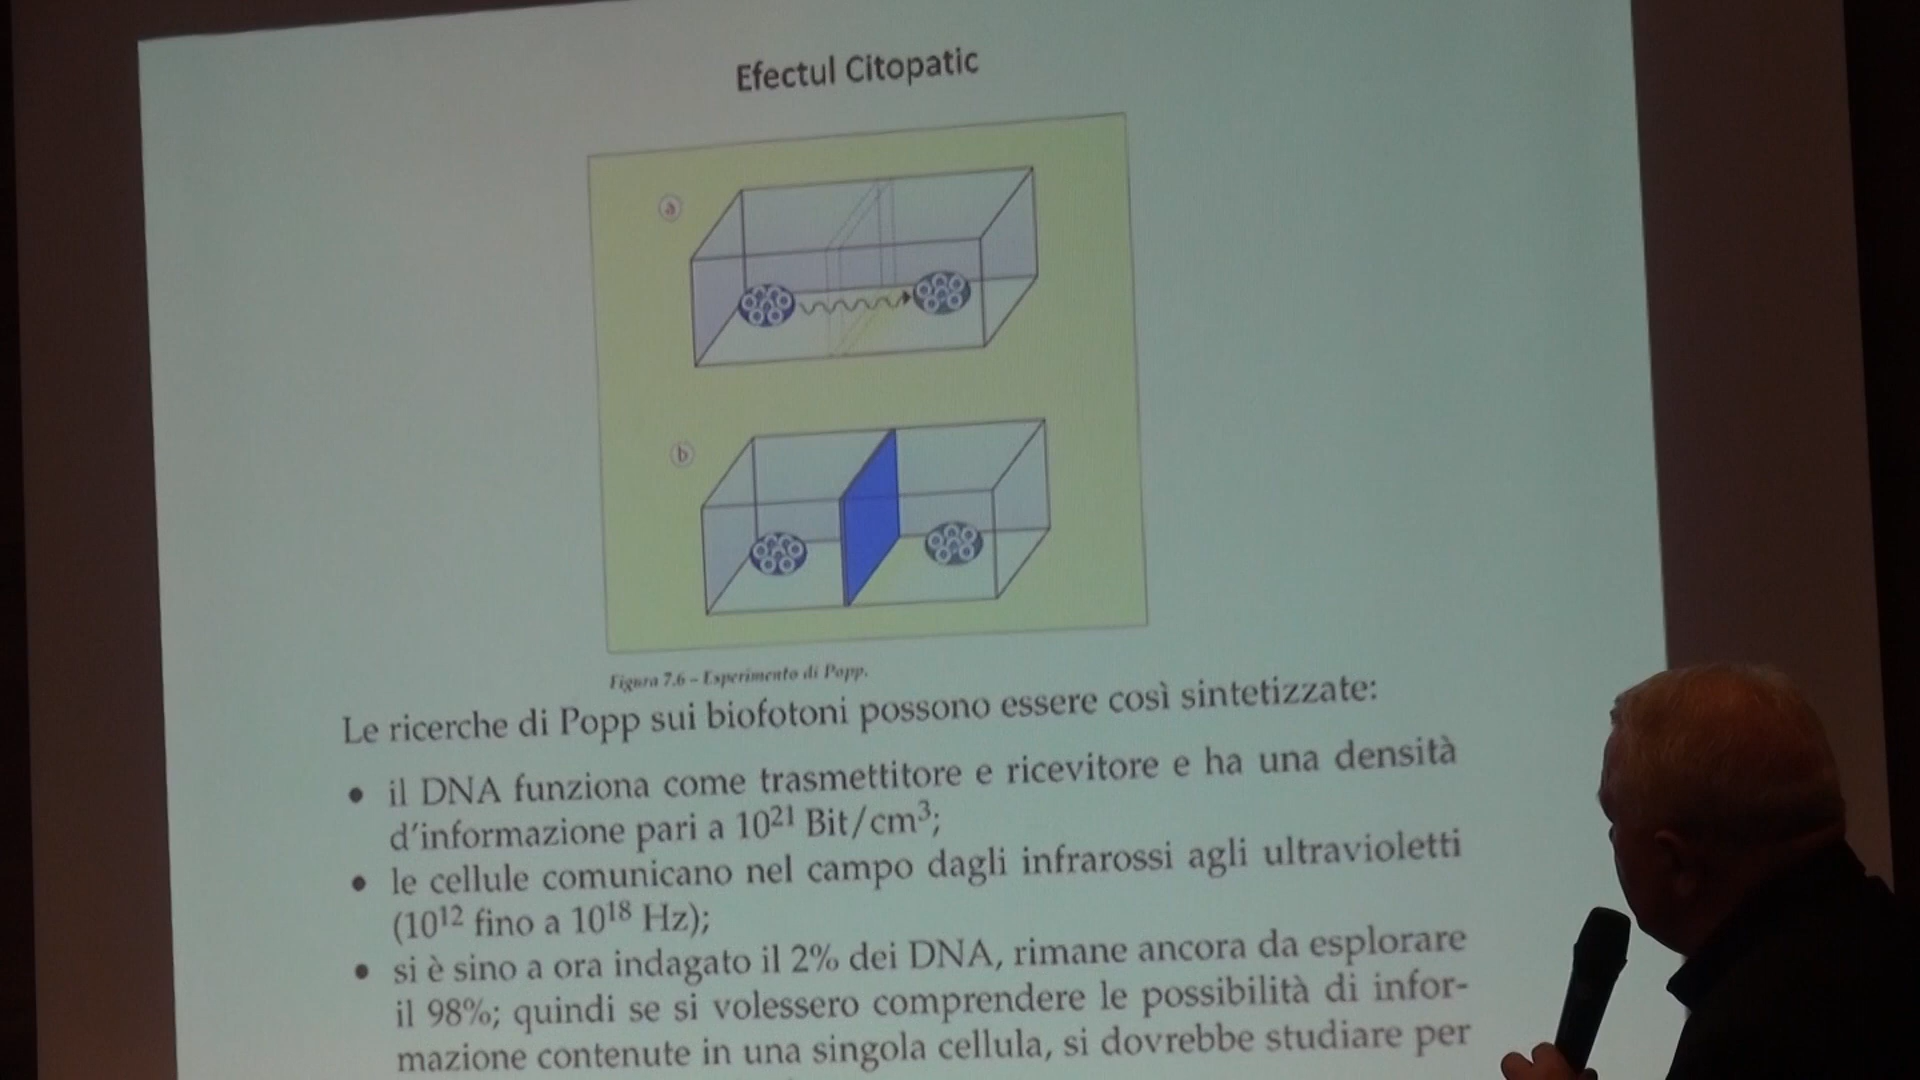 Efectul Citopatic
a
b
Figura 7.6 – Esperimento di Popp.
Le ricerche di Popp sui biofotoni possono essere così sintetizzate:
• il DNA funziona come trasmettitore e ricevitore e ha una densità
d'informazione pari a 10²¹ Bit/cm³;
• le cellule comunicano nel campo dagli infrarossi agli ultravioletti
(10¹² fino a 10¹⁸ Hz);
• si è sino a ora indagato il 2% dei DNA, rimane ancora da esplorare
il 98%; quindi se si volessero comprendere le possibilità di infor-
mazione contenute in una singola cellula, si dovrebbe studiare per